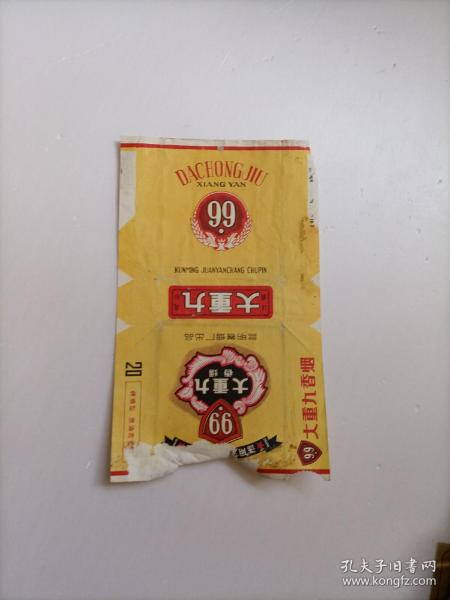 DACHONG JIU
XIANG YAN
99
KUNMING JUANYANCHANG CHUPIN
大重九
昆明卷烟厂出品
大重九
香烟
99
20
99 大重九香烟
孔夫子旧书网
www.kongfz.com